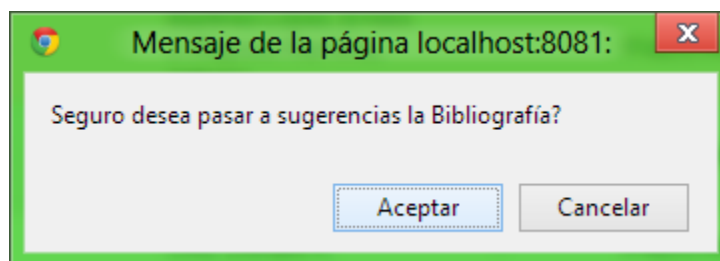 Mensaje de la página localhost:8081:
Seguro desea pasar a sugerencias la Bibliografía?
Aceptar
Cancelar